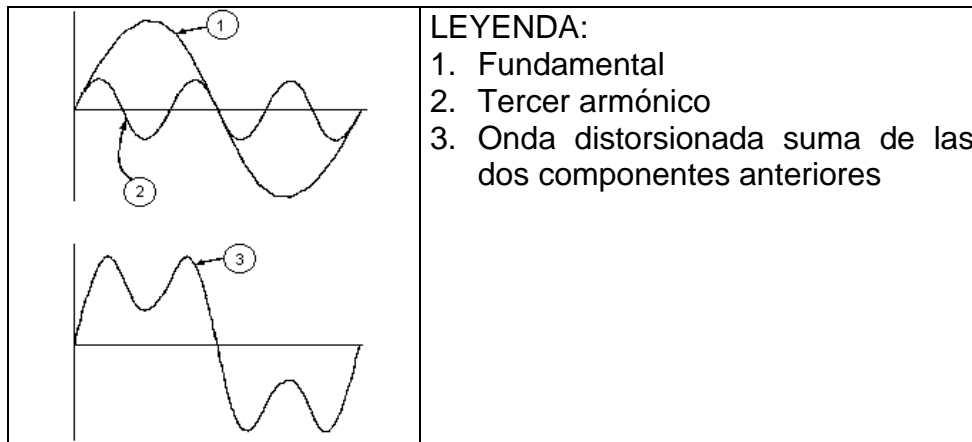 1
2
3
LEYENDA:
1. Fundamental
2. Tercer armónico
3. Onda distorsionada suma de las
dos componentes anteriores